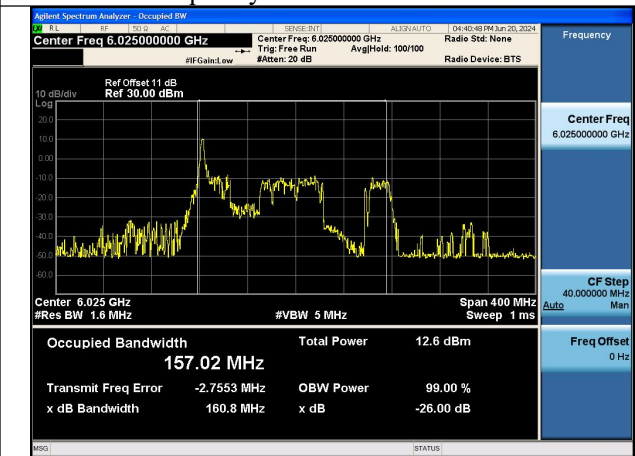 Agilent Spectrum Analyzer - Occupied BW
RL RF 50 Ω AC SENSE:INT ALIGN AUTO 04:40:48 PM Jun 20, 2024
Center Freq 6.025000000 GHz
Center Freq: 6.025000000 GHz
Radio Std: None
Trig: Free Run Avg|Hold: 100/100
#IFGain:Low
#Atten: 20 dB
Radio Device: BTS
Ref Offset 11 dB
10 dB/div Ref 30.00 dBm
Log
20.0
10.0
0.00
-10.0
-20.0
-30.0
-40.0
-50.0
-60.0
Center 6.025 GHz Span 400 MHz
#Res BW 1.6 MHz #VBW 5 MHz Sweep 1 ms
Occupied Bandwidth Total Power 12.6 dBm
157.02 MHz
Transmit Freq Error -2.7553 MHz OBW Power 99.00 %
x dB Bandwidth 160.8 MHz x dB -26.00 dB
MSG STATUS
Frequency
Center Freq
6.025000000 GHz
CF Step
40.000000 MHz
Auto Man
Freq Offset
0 Hz